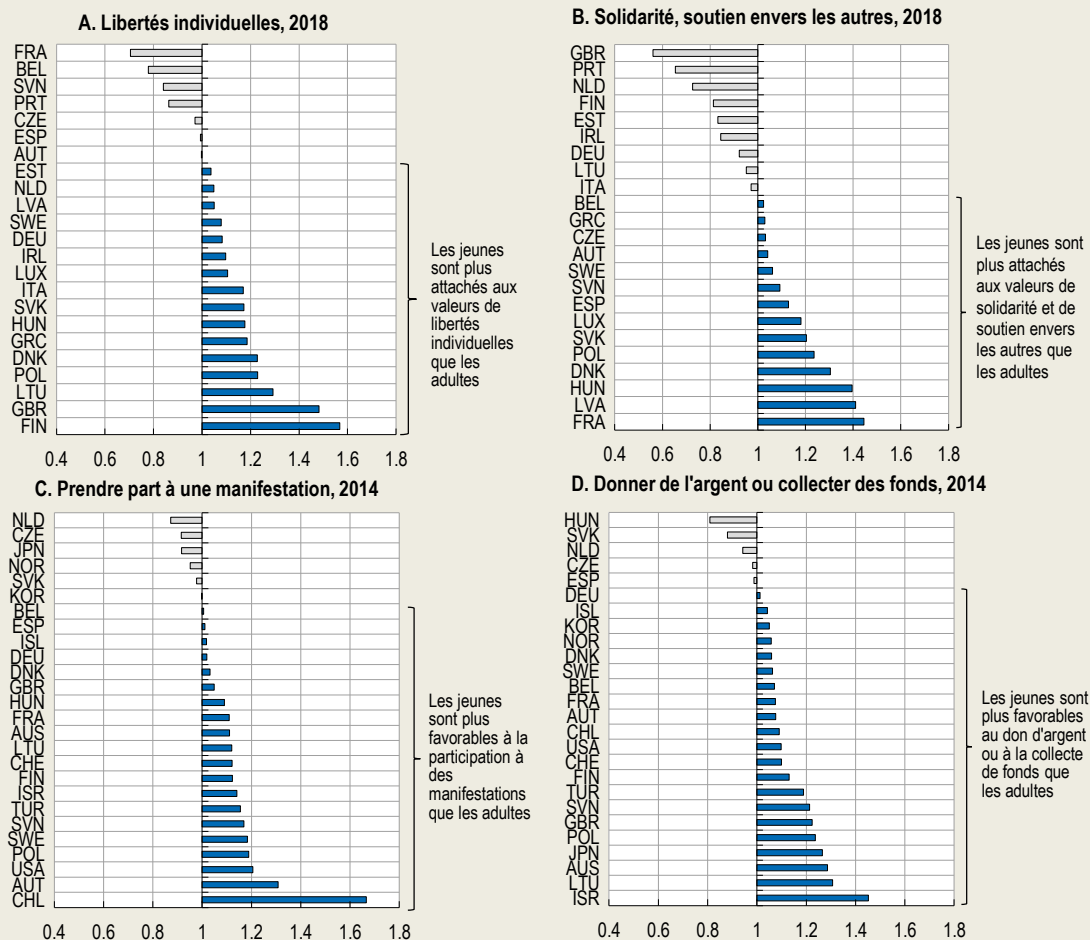 A. Libertés individuelles, 2018
FRA
BEL
SVN
PRT
CZE
ESP
AUT
EST
NLD
LVA
SWE
DEU
IRL
LUX
ITA
SVK
HUN
GRC
DNK
POL
LTU
GBR
FIN
0.4 0.6 0.8 1 1.2 1.4 1.6 1.8
Les jeunes
sont plus
attachés aux
valeurs de
libertés
individuelles
que les
adultes
B. Solidarité, soutien envers les autres, 2018
GBR
PRT
NLD
FIN
EST
IRL
DEU
LTU
ITA
BEL
GRC
CZE
AUT
SWE
SVN
ESP
LUX
SVK
POL
DNK
HUN
LVA
FRA
0.4 0.6 0.8 1 1.2 1.4 1.6 1.8
Les jeunes sont
plus attachés
aux valeurs de
solidarité et de
soutien envers
les autres que
les adultes
C. Prendre part à une manifestation, 2014
NLD
CZE
JPN
NOR
SVK
KOR
BEL
ESP
ISL
DEU
DNK
GBR
HUN
FRA
AUS
LTU
CHE
FIN
ISR
TUR
SVN
SWE
POL
USA
AUT
CHL
0.4 0.6 0.8 1 1.2 1.4 1.6 1.8
Les jeunes
sont plus
favorables à la
participation à
des
manifestations
que les adultes
D. Donner de l'argent ou collecter des fonds, 2014
HUN
SVK
NLD
CZE
ESP
DEU
ISL
KOR
NOR
DNK
SWE
BEL
FRA
AUT
CHL
USA
CHE
FIN
TUR
SVN
GBR
POL
JPN
AUS
LTU
ISR
0.4 0.6 0.8 1 1.2 1.4 1.6 1.8
Les jeunes sont
plus favorables
au don d'argent
ou à la collecte
de fonds que
les adultes